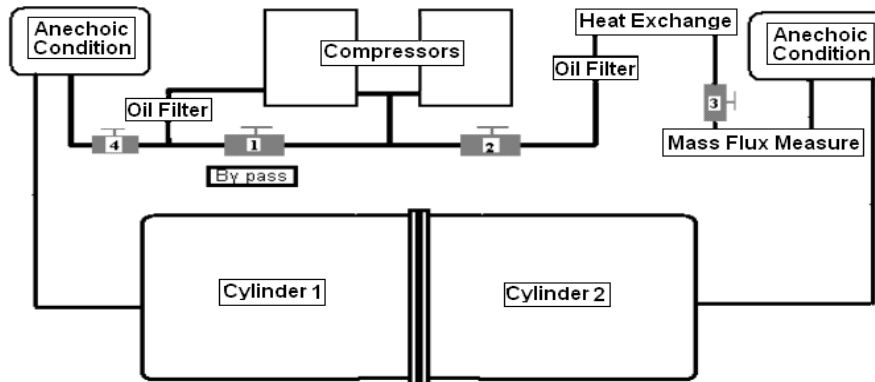 Anechoic
Condition
Compressors
Heat Exchange
Anechoic
Condition
Oil Filter
Oil Filter
3
4
1
2
Mass Flux Measure
By pass
Cylinder 1
Cylinder 2